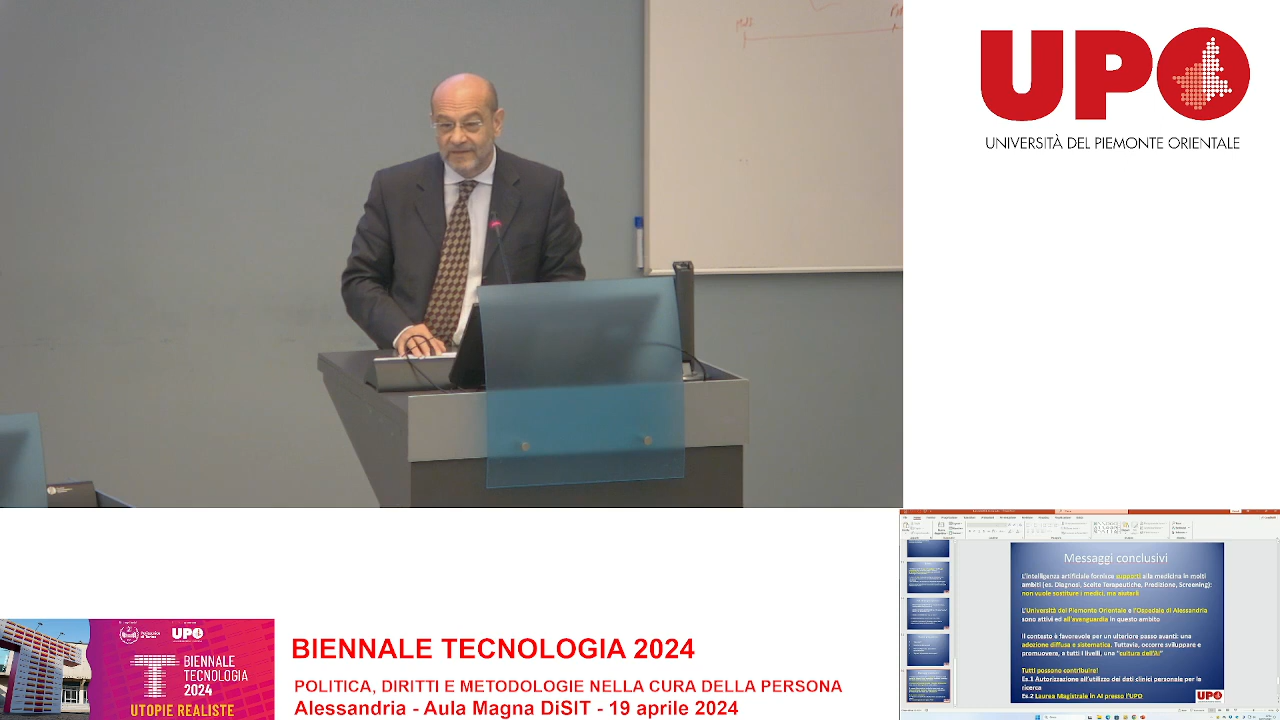 UPO
UNIVERSITÀ DEL PIEMONTE ORIENTALE
Messaggi conclusivi
L'intelligenza artificiale fornisce supporti alla medicina in molti
ambiti (es. Diagnosi, Scelte Terapeutiche, Predizione, Screening):
non vuole sostituire i medici, ma aiutarli
L'Università del Piemonte Orientale e l'Ospedale di Alessandria
sono attivi ed all'avanguardia in questo ambito
Il contesto è favorevole per un ulteriore passo avanti: una
adozione diffusa e sistematica. Tuttavia, occorre sviluppare e
promuovere, a tutti i livelli, una "cultura dell'AI"
Tutti possono contribuire!
Es.1 Autorizzazione all'utilizzo dei dati clinici personale per la
ricerca
Es.2 Laurea Magistrale in AI presso l'UPO
UPO
UPO
BIENNALE
TECNOLOGIA
2024
UTOPIE REALI
BIENNALE TECNOLOGIA 2024
POLITICA, DIRITTI E METODOLOGIE NELLA CURA DELLA PERSONA
Alessandria - Aula Magna DiSIT - 19 aprile 2024